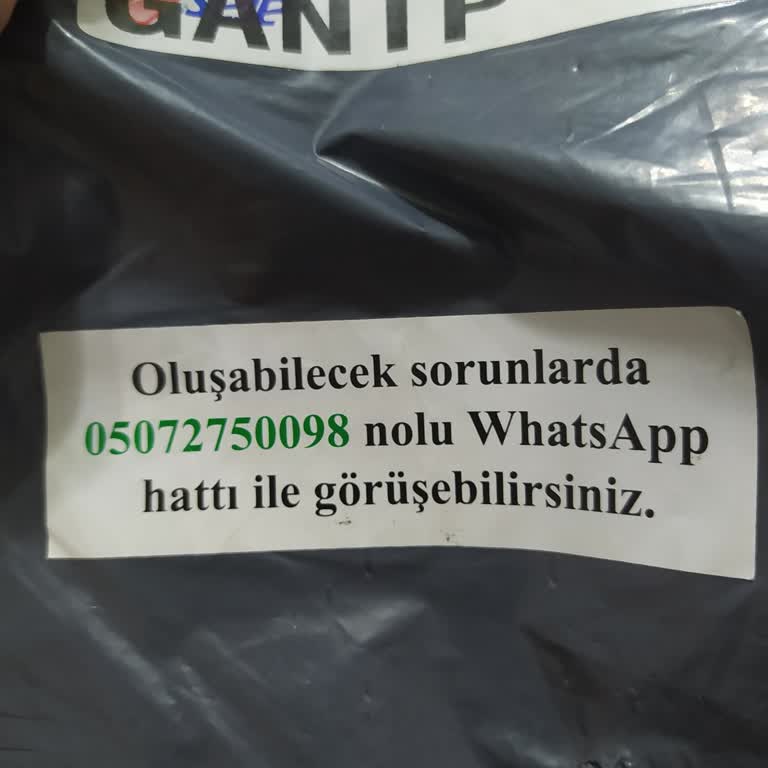 Oluşabilecek sorunlarda
05072750098 nolu WhatsApp
hattı ile görüşebilirsiniz.